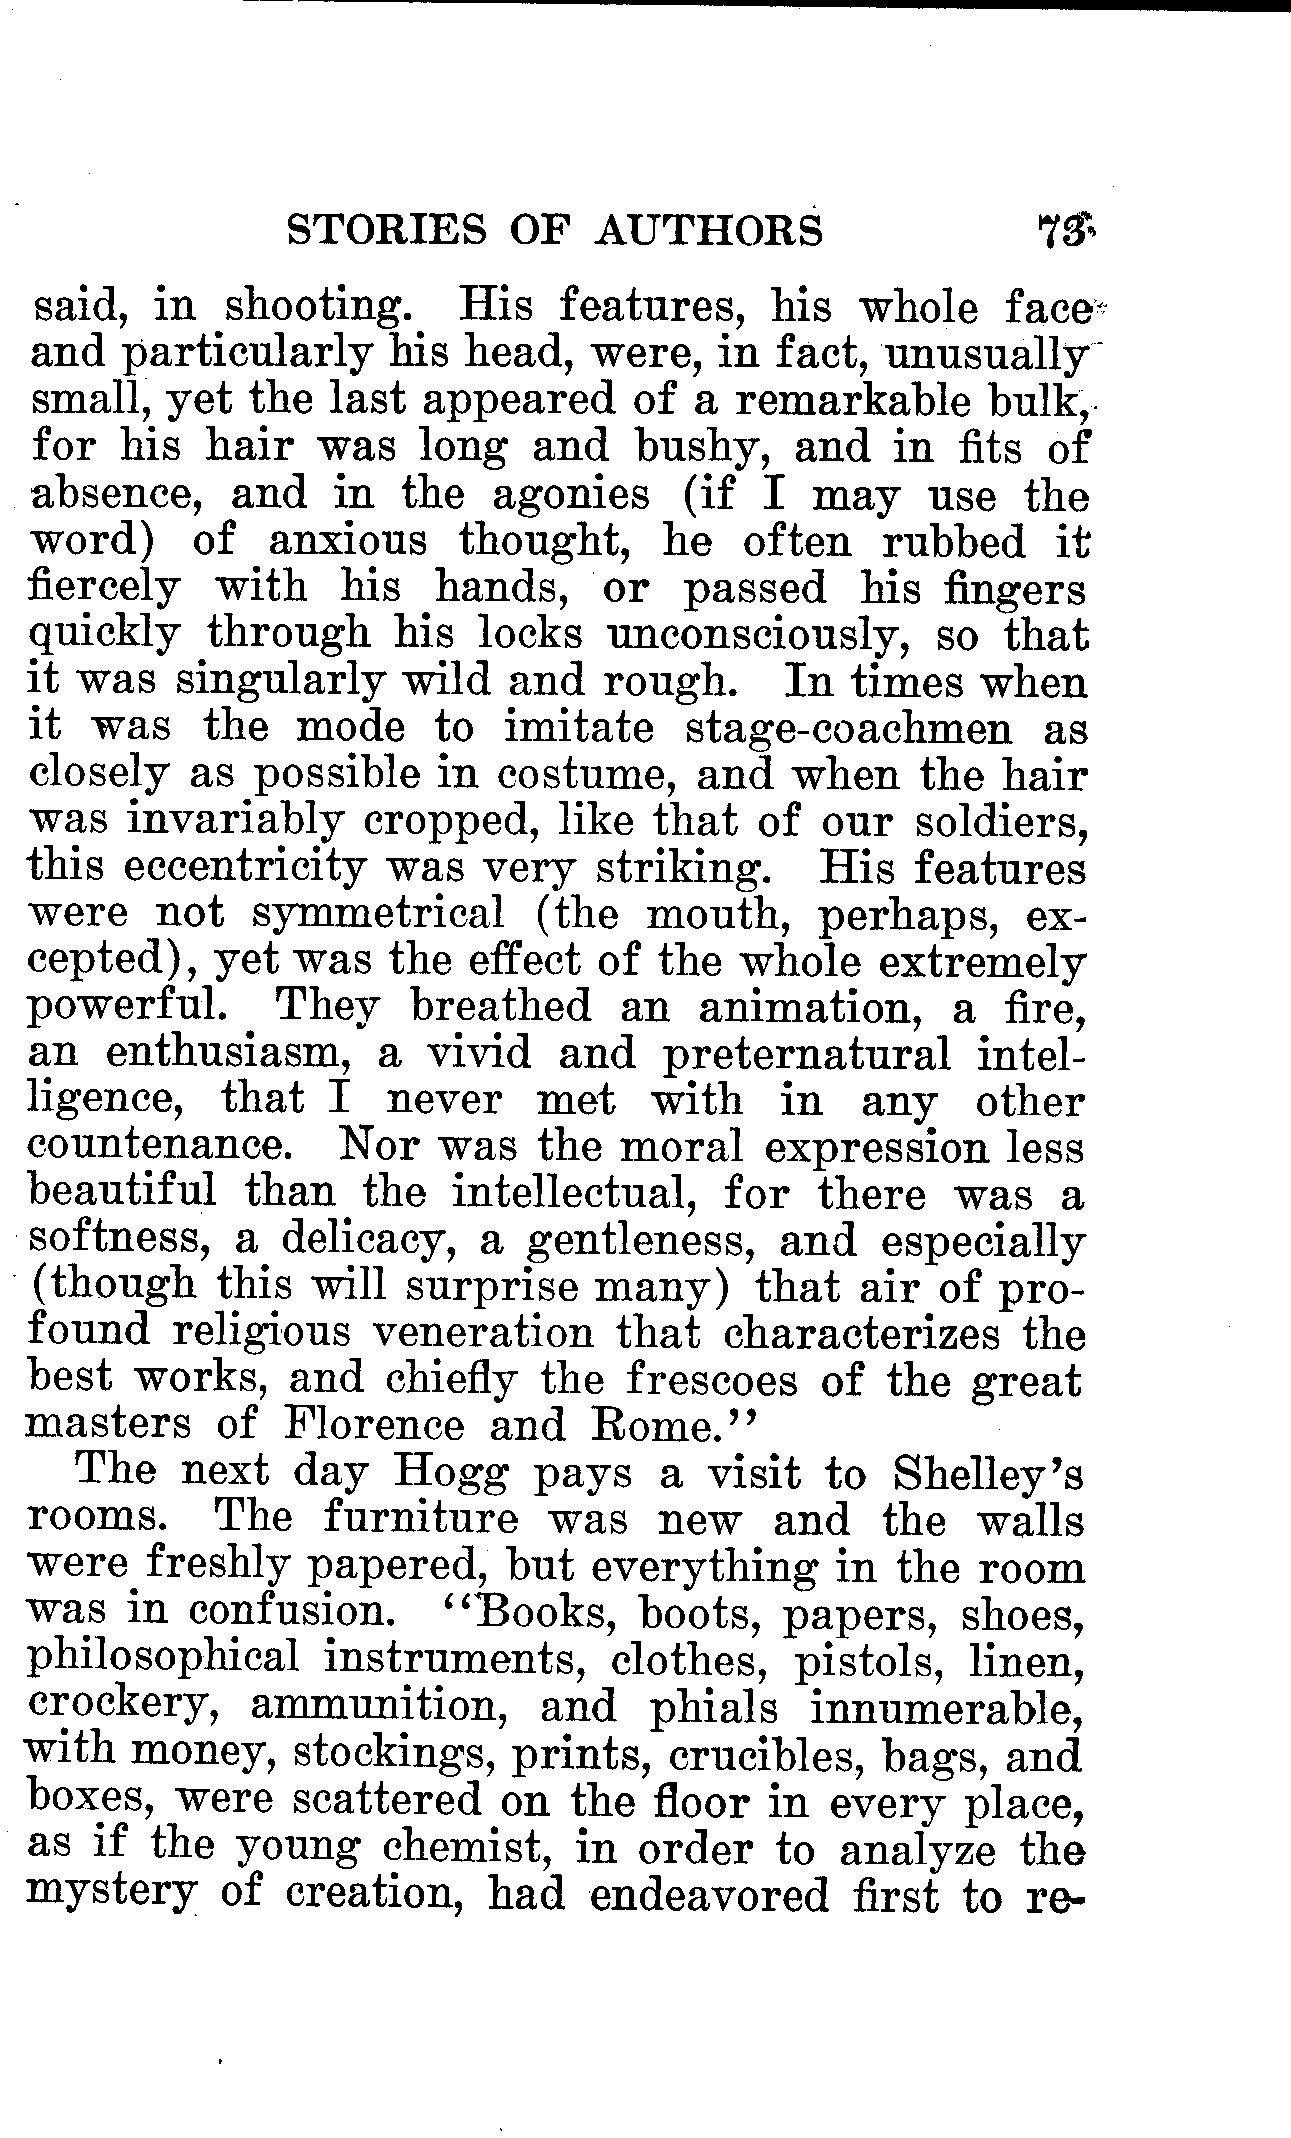 STORIES OF AUTHORS 73
said, in shooting. His features, his whole face
and particularly his head, were, in fact, unusually
small, yet the last appeared of a remarkable bulk,
for his hair was long and bushy, and in fits of
absence, and in the agonies (if I may use the
word) of anxious thought, he often rubbed it
fiercely with his hands, or passed his fingers
quickly through his locks unconsciously, so that
it was singularly wild and rough. In times when
it was the mode to imitate stage-coachmen as
closely as possible in costume, and when the hair
was invariably cropped, like that of our soldiers,
this eccentricity was very striking. His features
were not symmetrical (the mouth, perhaps, ex-
cepted), yet was the effect of the whole extremely
powerful. They breathed an animation, a fire,
an enthusiasm, a vivid and preternatural intel-
ligence, that I never met with in any other
countenance. Nor was the moral expression less
beautiful than the intellectual, for there was a
softness, a delicacy, a gentleness, and especially
(though this will surprise many) that air of pro-
found religious veneration that characterizes the
best works, and chiefly the frescoes of the great
masters of Florence and Rome.''
The next day Hogg pays a visit to Shelley's
rooms. The furniture was new and the walls
were freshly papered, but everything in the room
was in confusion. ''Books, boots, papers, shoes,
philosophical instruments, clothes, pistols, linen,
crockery, ammunition, and phials innumerable,
with money, stockings, prints, crucibles, bags, and
boxes, were scattered on the floor in every place,
as if the young chemist, in order to analyze the
mystery of creation, had endeavored first to re-